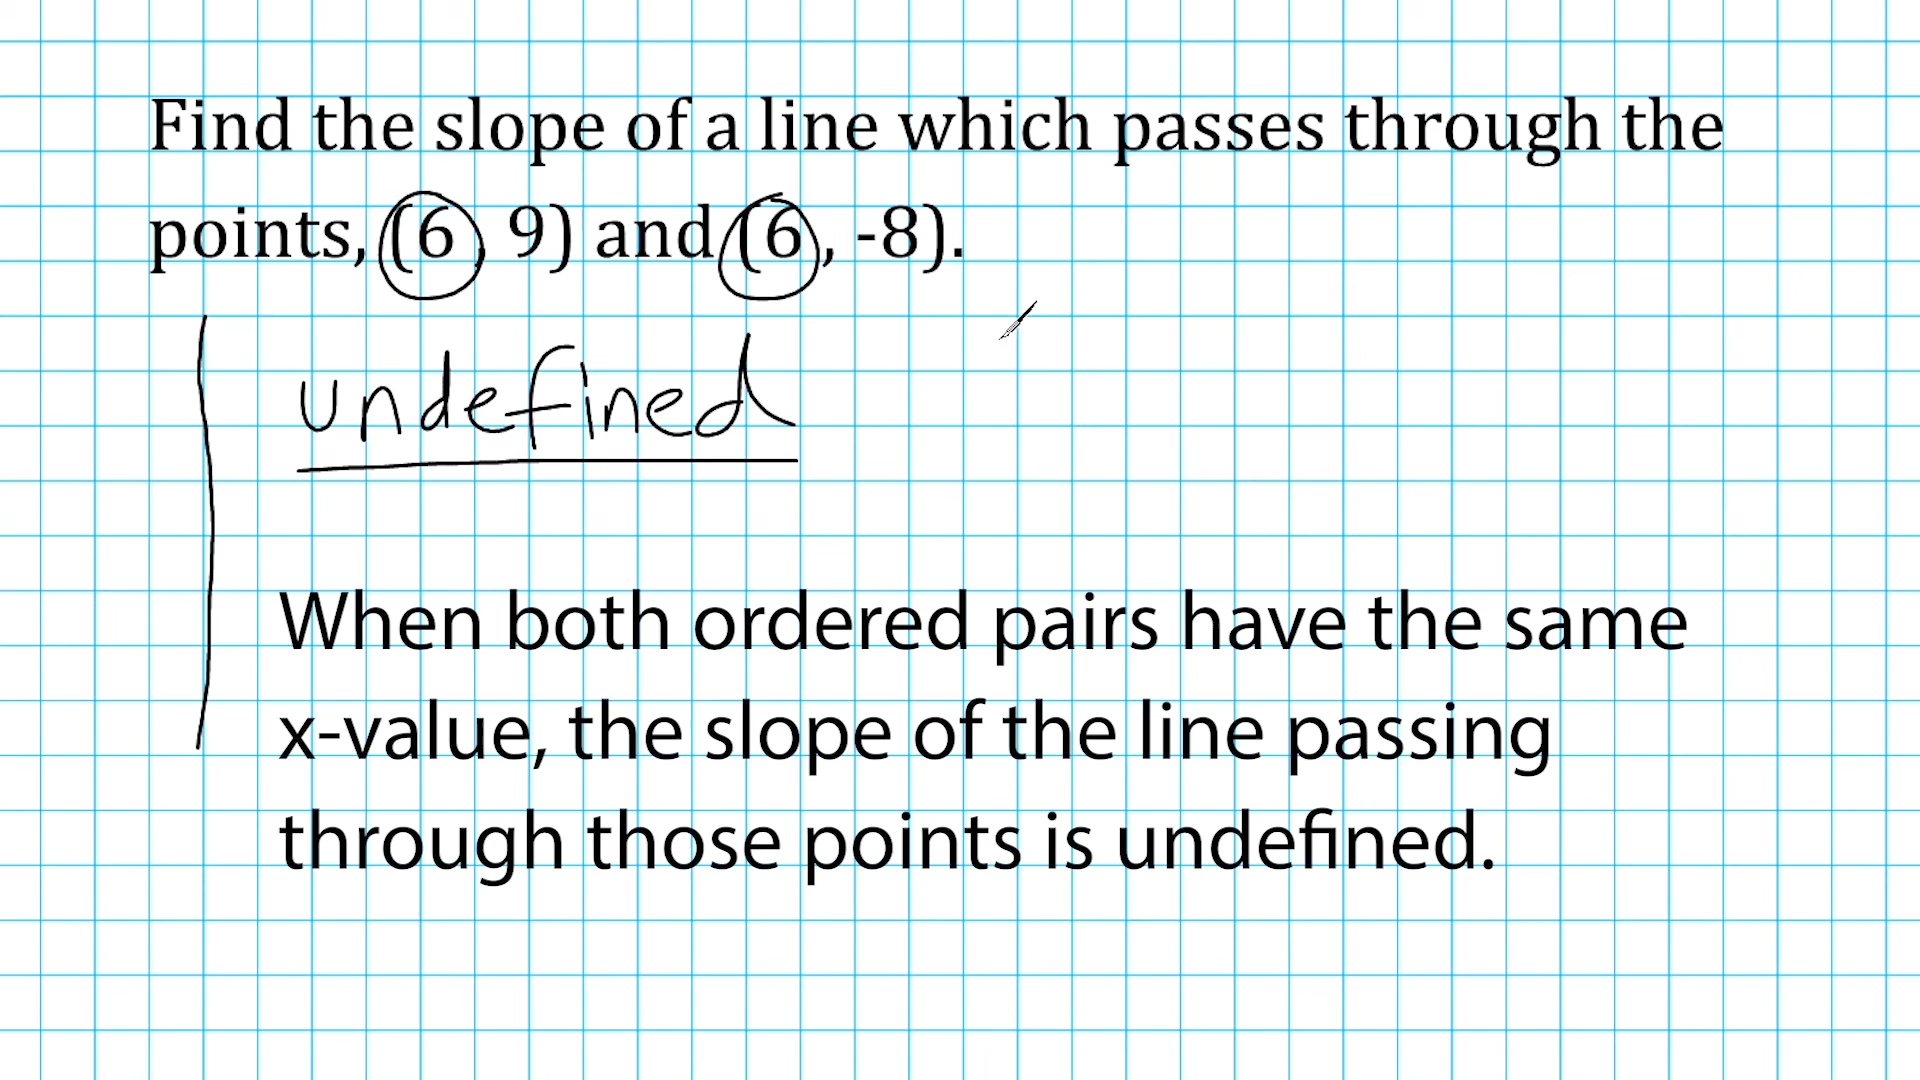 Find the slope of a line which passes through the
points, (6, 9) and (6, -8).
undefined
When both ordered pairs have the same
x-value, the slope of the line passing
through those points is undefined.